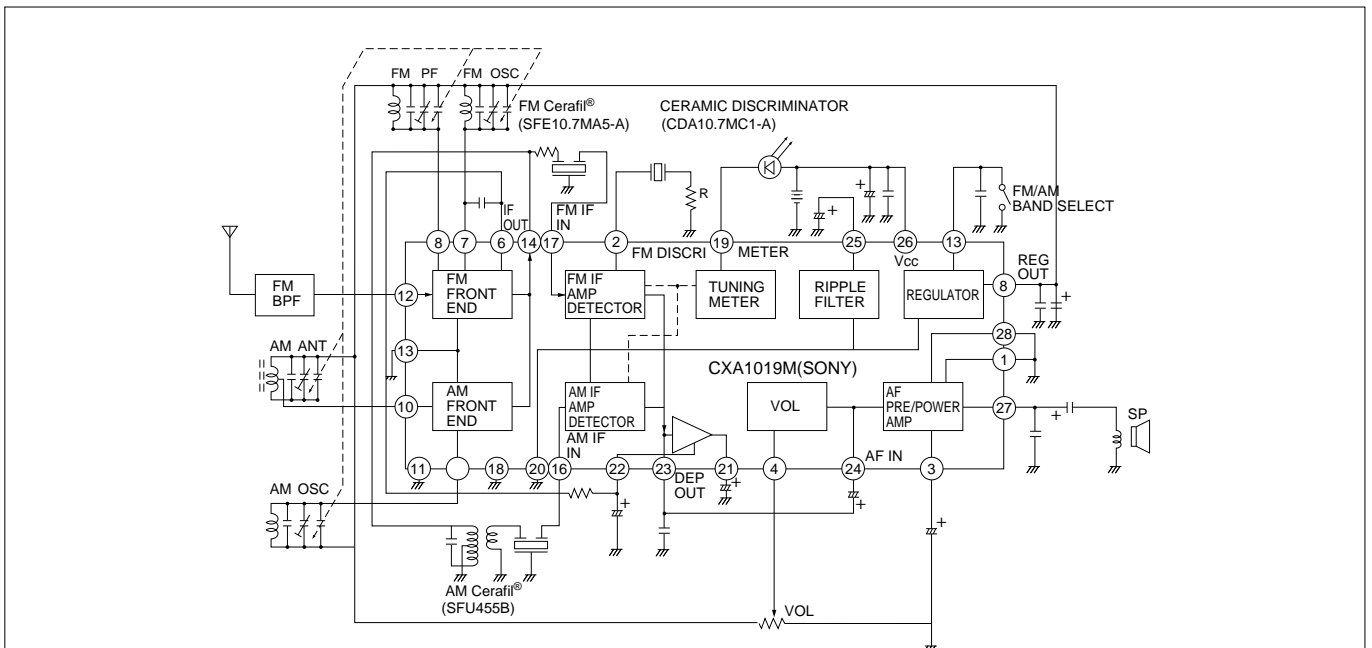 FM PF FM OSC
FM Cerafil®
(SFE10.7MA5-A)
CERAMIC DISCRIMINATOR
(CDA10.7MC1-A)
R
FM/AM
BAND SELECT
IF
OUT
FM IF
IN
8
7
6
14
17
2
FM DISCRI
19
METER
25
26
Vcc
13
REG
OUT
8
FM
BPF
12
FM
FRONT
END
FM IF
AMP
DETECTOR
TUNING
METER
RIPPLE
FILTER
REGULATOR
28
1
13
AM ANT
10
AM
FRONT
END
AM IF
AMP
DETECTOR
AM IF
IN
CXA1019M(SONY)
VOL
AF
PRE/POWER
AMP
27
SP
11
18
20
16
22
23
DEP
OUT
21
4
24
AF IN
3
AM OSC
AM Cerafil®
(SFU455B)
VOL